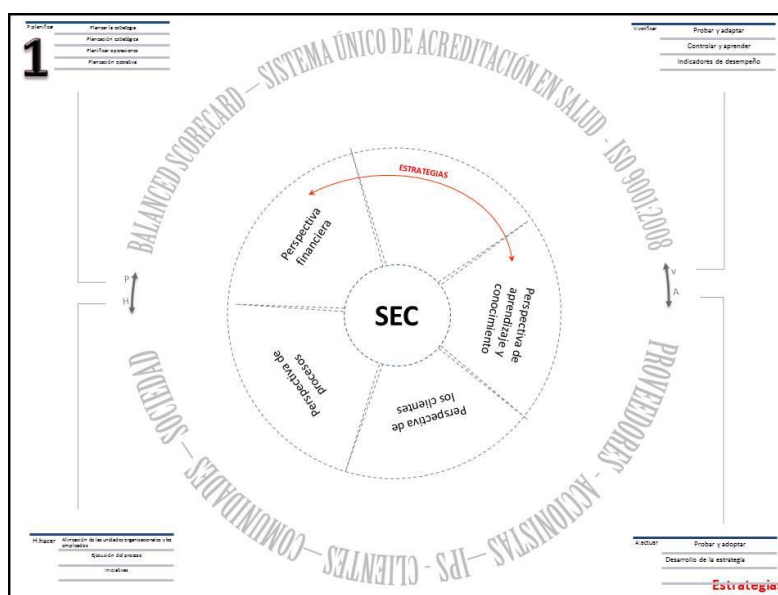 P:planificar
Planear la estrategia
Planeación estratégica
Planificar operaciones
Planeación operativa
1
V:verificar
Probar y adaptar
Controlar y aprender
Indicadores de desempeño
BALANCED SCORECARD – SISTEMA ÚNICO DE ACREDITACIÓN EN SALUD - ISO 9001:2008
ESTRATEGIAS
Perspectiva
financiera
P
H
V
A
SEC
Perspectiva de
aprendizaje y
conocimiento
Perspectiva de
procesos
Perspectiva de
los clientes
PROVEEDORES - ACCIONISTAS – IPS - CLIENTES – COMUNIDADES – SOCIEDAD
H:hacer
Alineación de las unidades organizacionales y los
empleados
Ejecución del proceso
Iniciativas
A:actuar
Probar y adoptar
Desarrollo de la estrategia
Estrategias